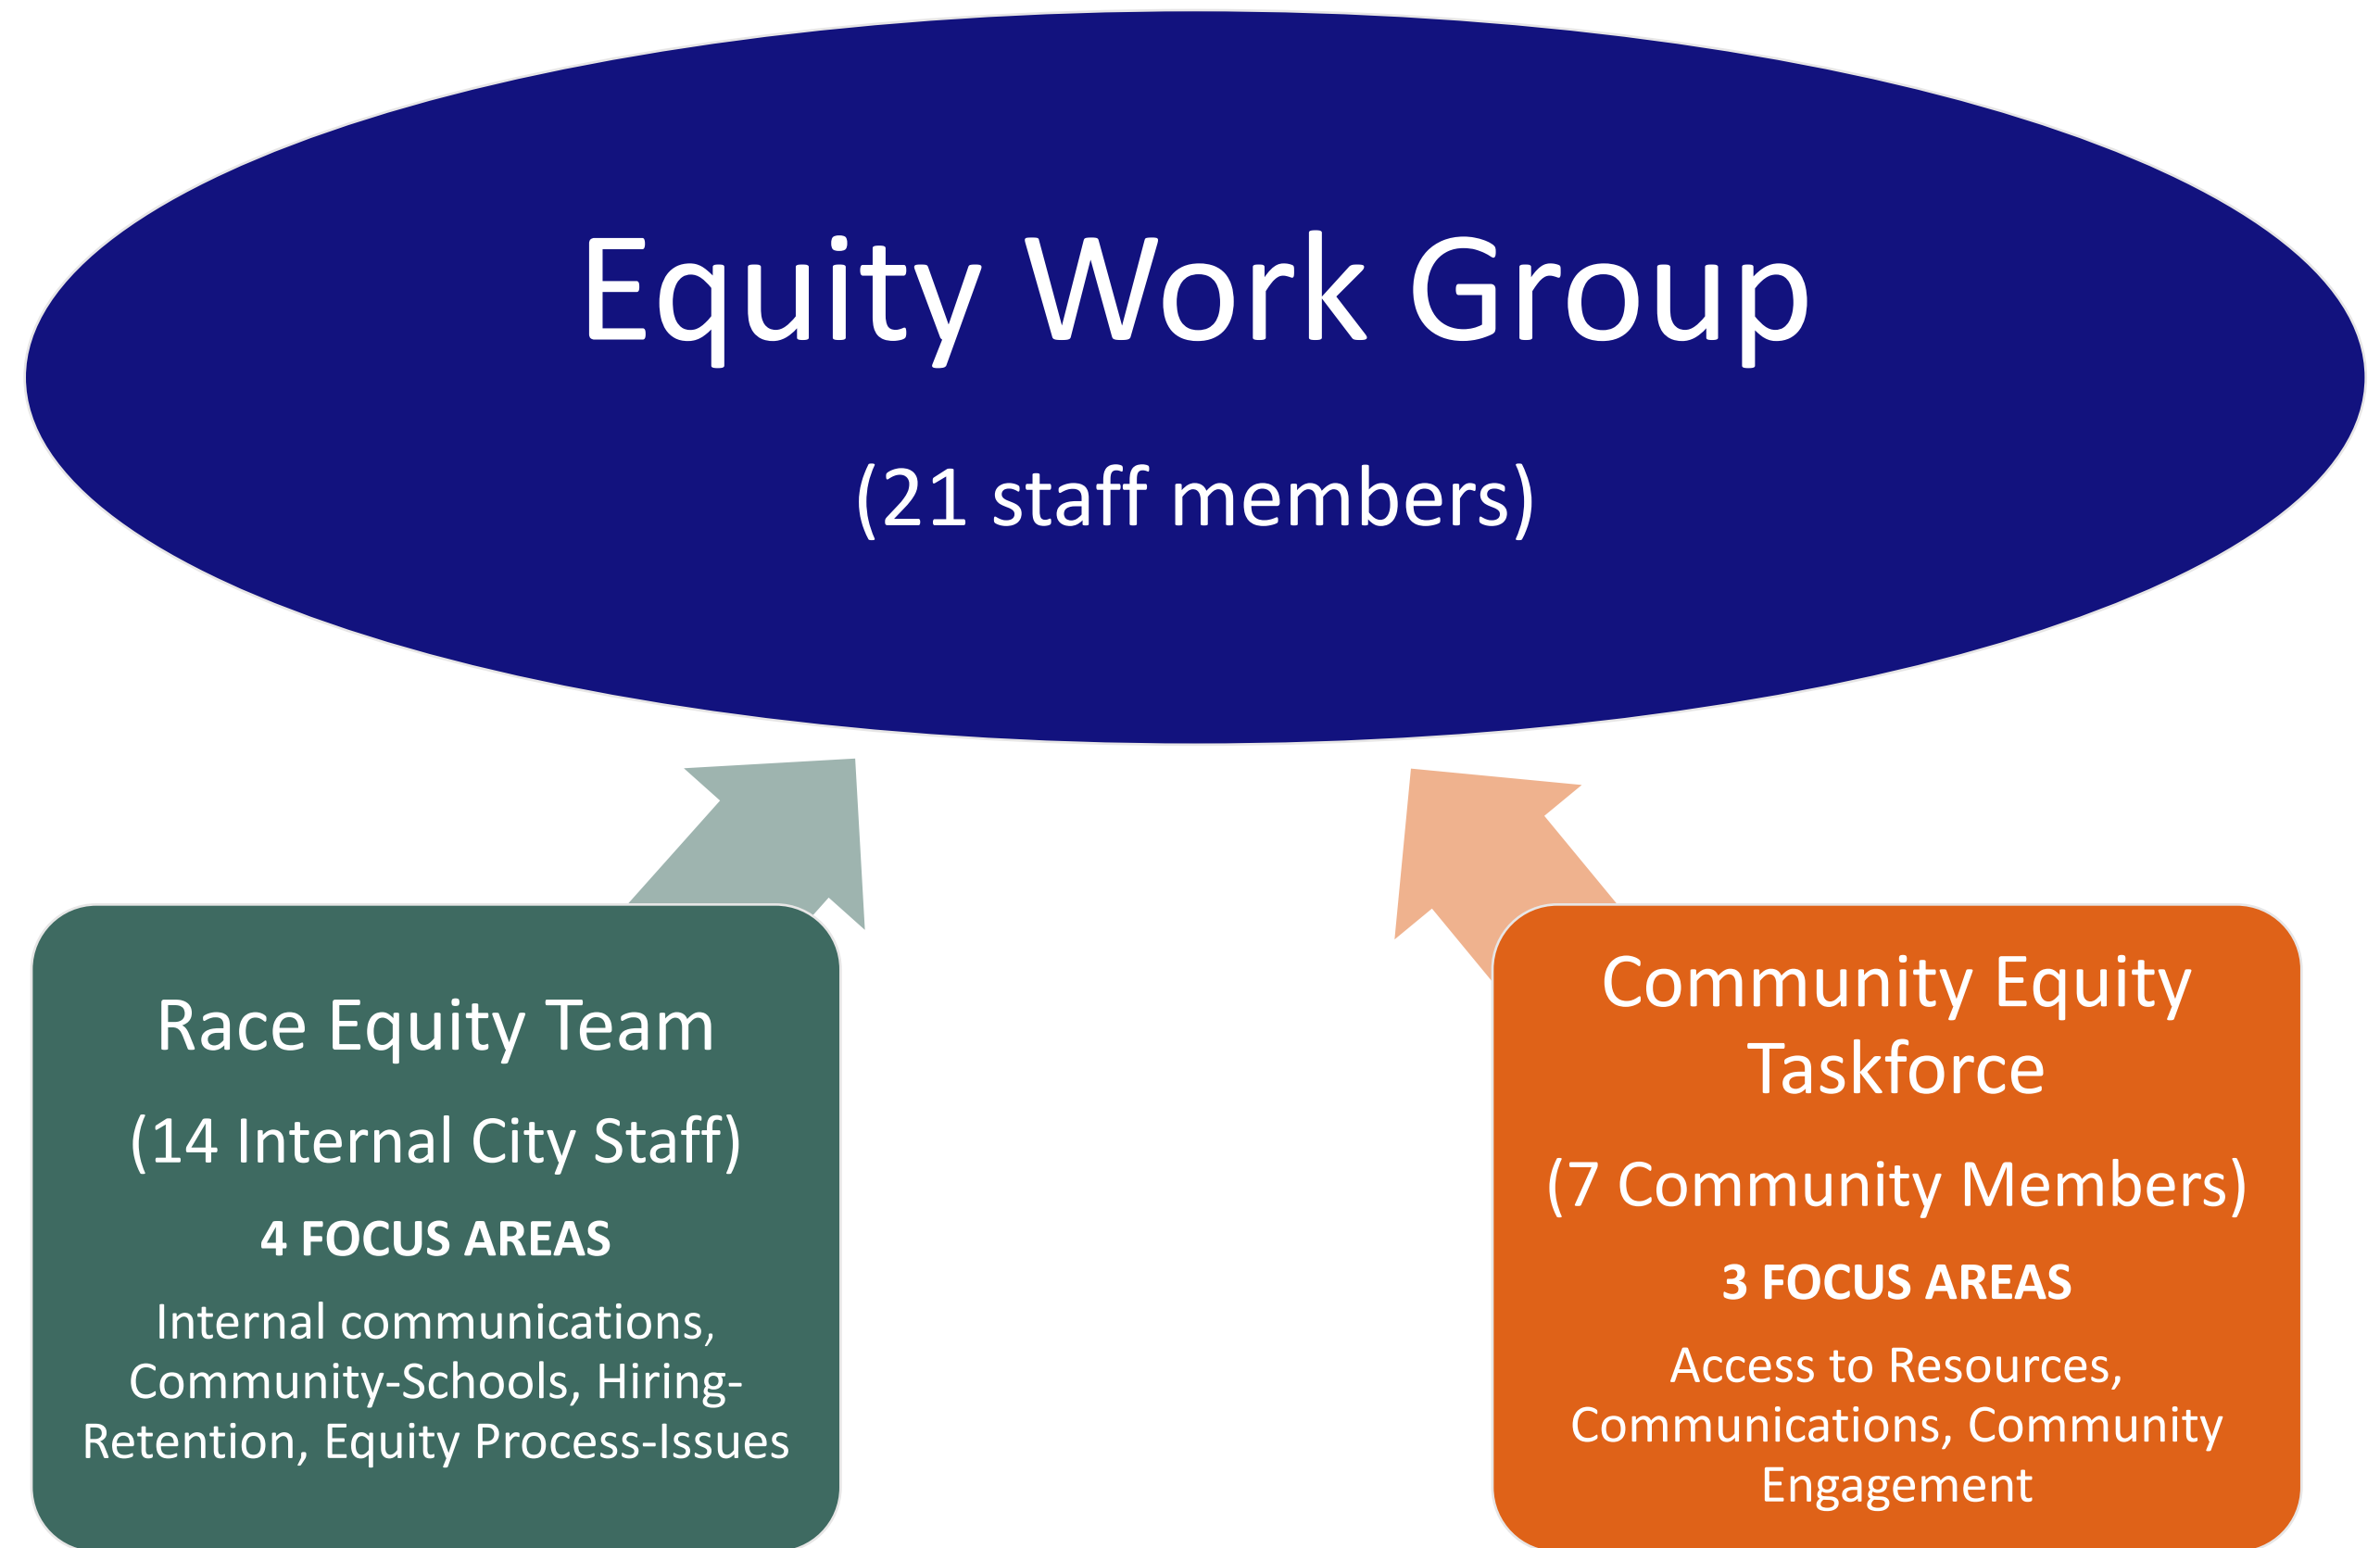 Equity Work Group
(21 staff members)
Race Equity Team
(14 Internal City Staff)
4 FOCUS AREAS
Internal communications,
Community-Schools, Hiring-
Retention, Equity Process-Issues
Community Equity
Taskforce
(7 Community Members)
3 FOCUS AREAS
Access to Resources,
Communications, Community
Engagement